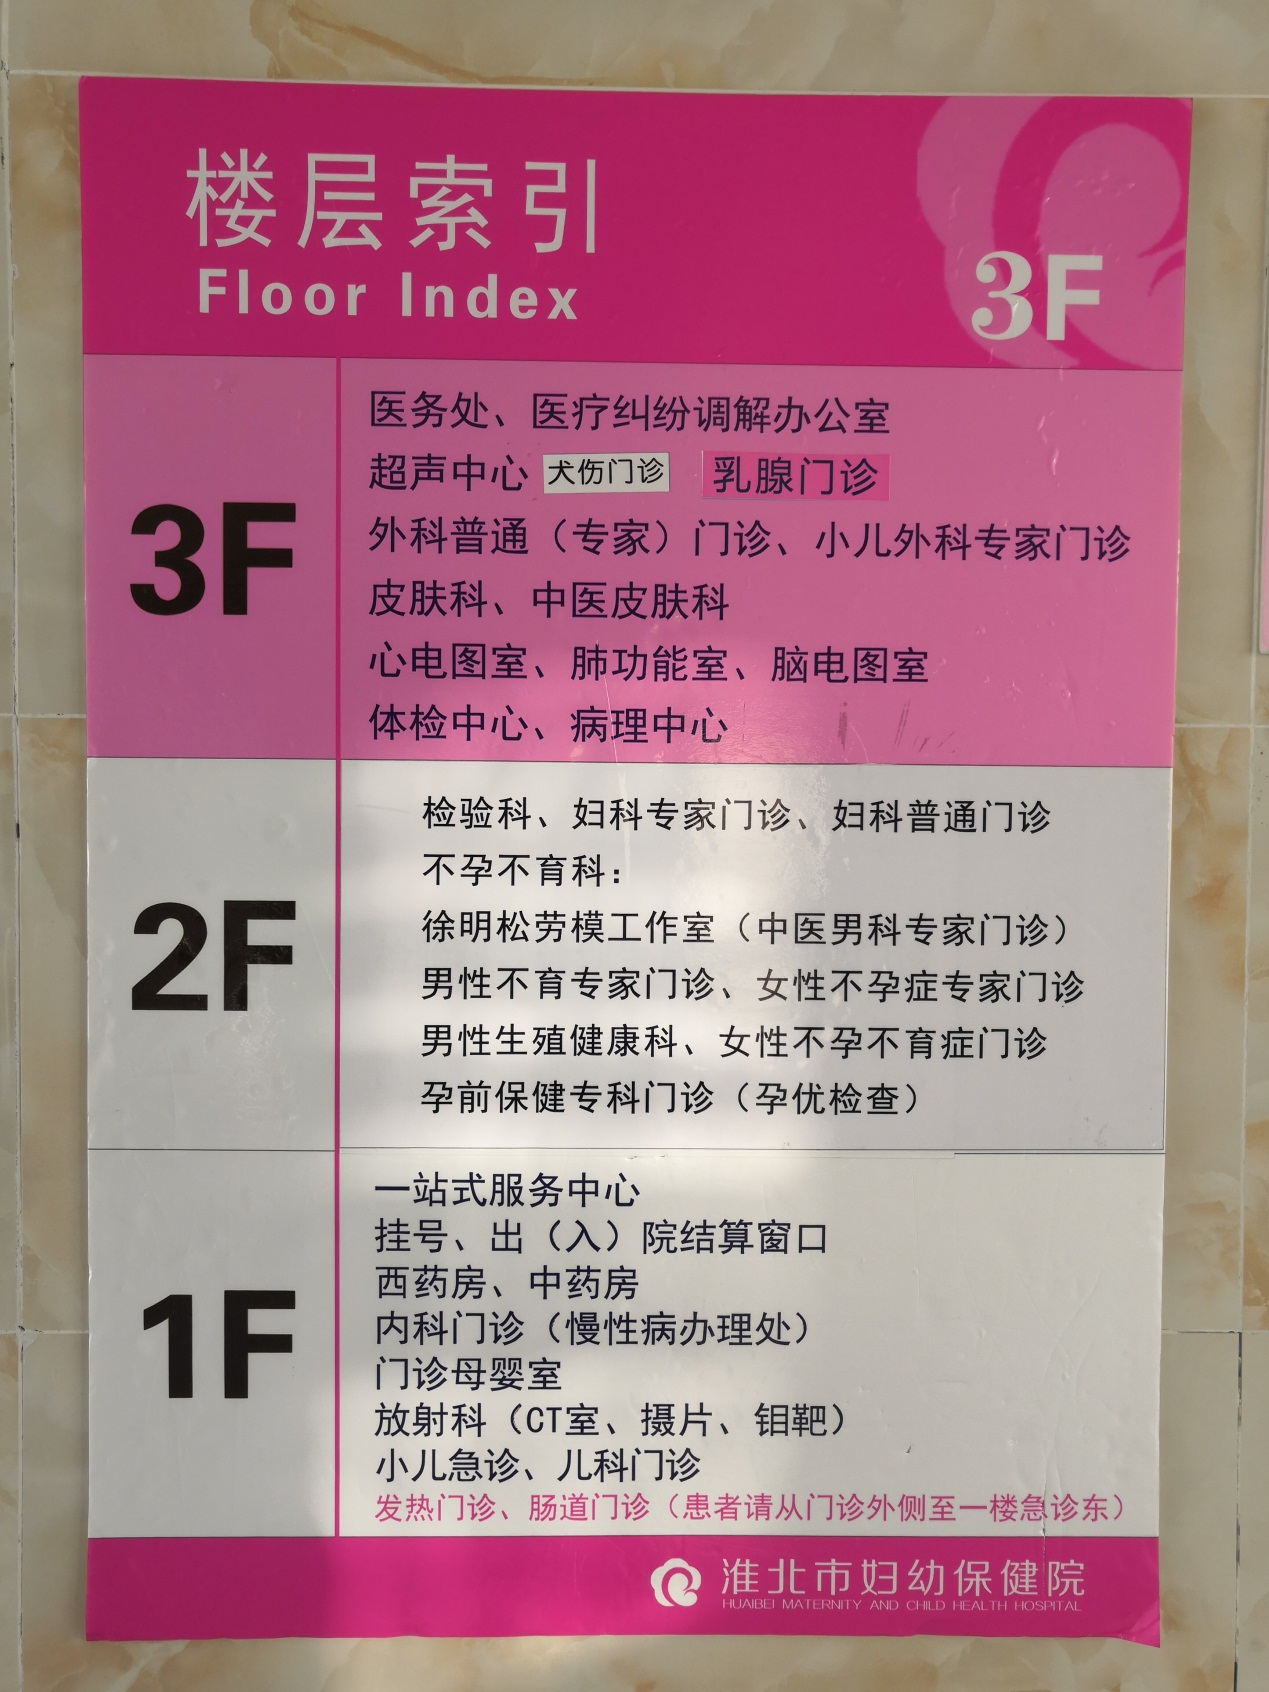 楼层索引
Floor Index
3F
3F
医务处、医疗纠纷调解办公室
超声中心 犬伤门诊 乳腺门诊
外科普通（专家）门诊、小儿外科专家门诊
皮肤科、中医皮肤科
心电图室、肺功能室、脑电图室
体检中心、病理中心
2F
检验科、妇科专家门诊、妇科普通门诊
不孕不育科：
徐明松劳模工作室（中医男科专家门诊）
男性不育专家门诊、女性不孕症专家门诊
男性生殖健康科、女性不孕不育症门诊
孕前保健专科门诊（孕优检查）
1F
一站式服务中心
挂号、出（入）院结算窗口
西药房、中药房
内科门诊（慢性病办理处）
门诊母婴室
放射科（CT室、摄片、钼靶）
小儿急诊、儿科门诊
发热门诊、肠道门诊（患者请从门诊外侧至一楼急诊东）
淮北市妇幼保健院
HUAIBEI MATERNITY AND CHILD HEALTH HOSPITAL